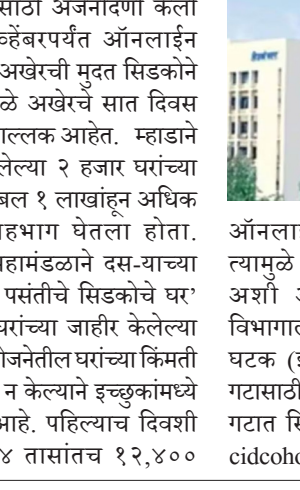 साठी अर्जनोंदणी केली
व्हेंबरपर्यंत ऑनलाईन
अखेरची मुदत सिडकोने
ळे अखेरचे सात दिवस
ाल्लक आहेत. म्हाडाने
लेल्या २ हजार घरांच्या
बल १ लाखांहून अधिक
हभाग घेतला होता.
महामंडळाने दस-याच्या
पसंतीचे सिडकोचे घर’
घरांच्या जाहीर केलेल्या
ोजनेतील घरांच्या किंमती
न केल्याने इच्छुकांमध्ये
आहे. पहिल्याच दिवशी
४ तासांतच १२,४००
ऑनला
त्यामुळे
अशी
विभागात
घटक (इ
गटासाठी
गटात सि
cidcoho